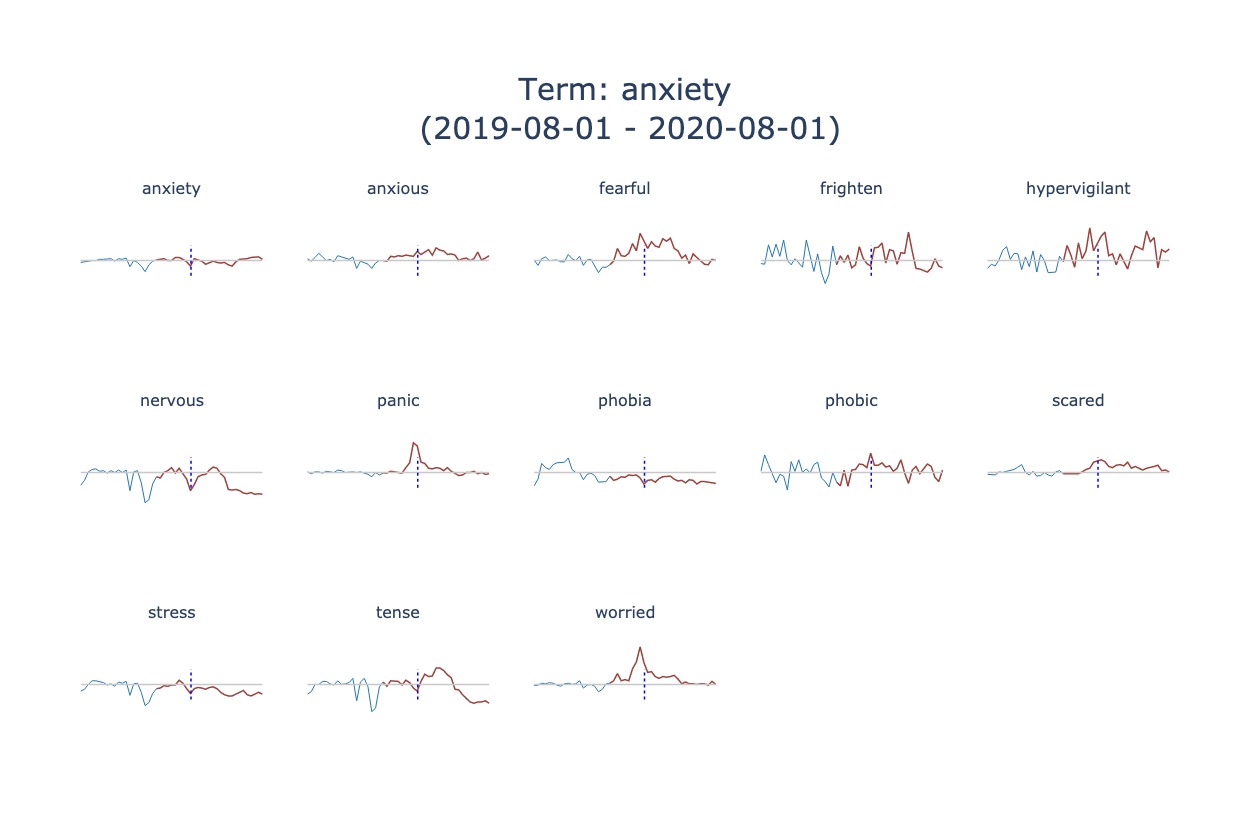 Term: anxiety
(2019-08-01 - 2020-08-01)
anxiety
anxious
fearful
frighten
hypervigilant
nervous
panic
phobia
phobic
scared
stress
tense
worried